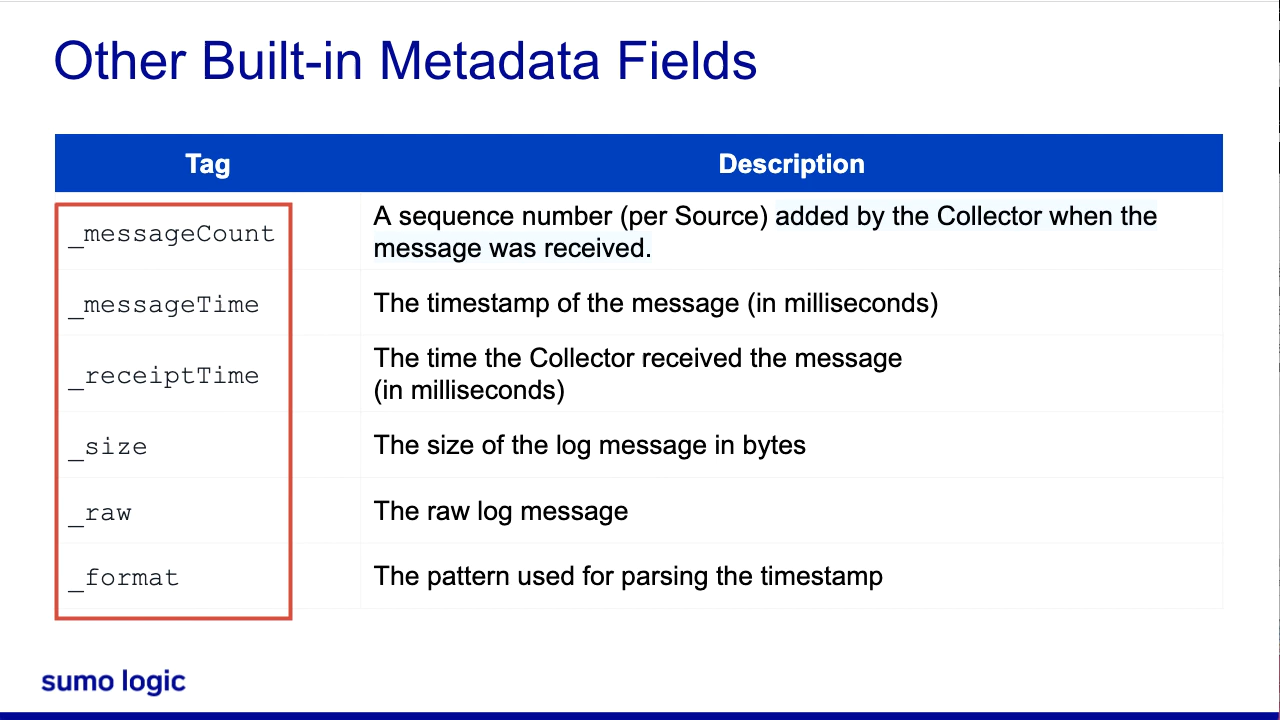 Other Built-in Metadata Fields
Tag
Description
_messageCount
A sequence number (per Source) added by the Collector when the
message was received.
_messageTime
The timestamp of the message (in milliseconds)
_receiptTime
The time the Collector received the message
(in milliseconds)
_size
The size of the log message in bytes
_raw
The raw log message
_format
The pattern used for parsing the timestamp
sumo logic